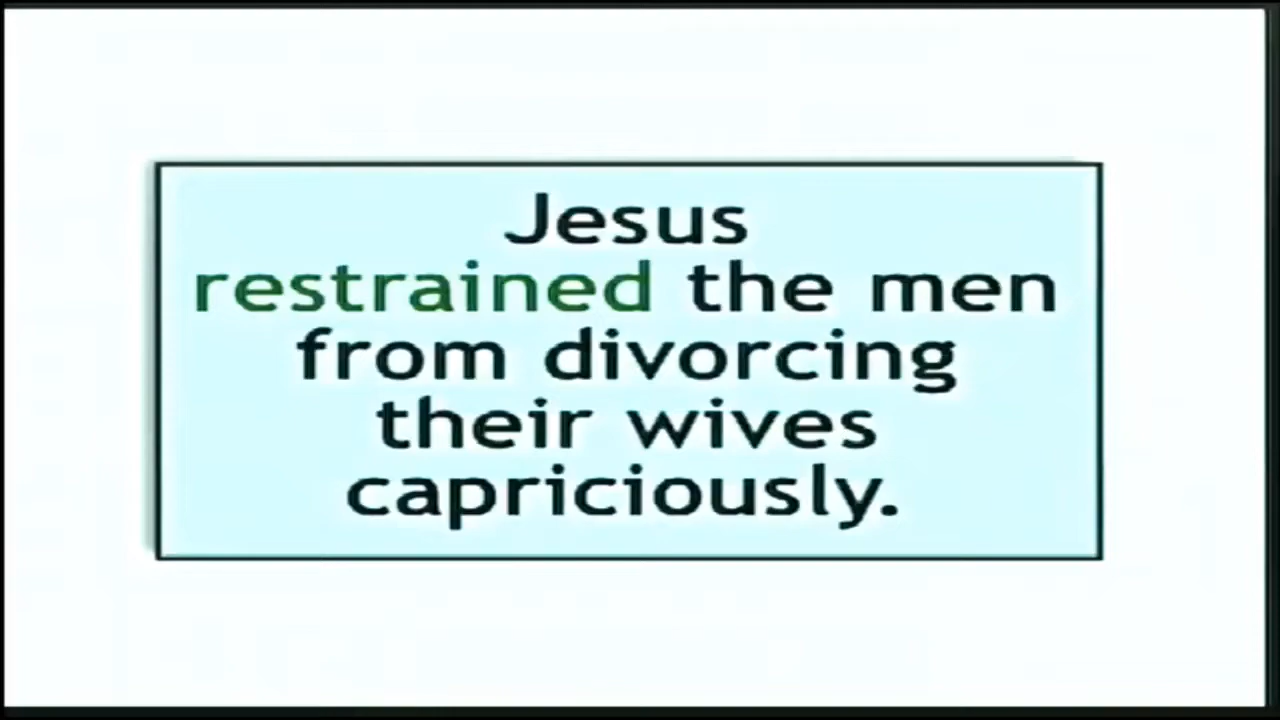 Jesus
restrained the men
from divorcing
their wives
capriciously.